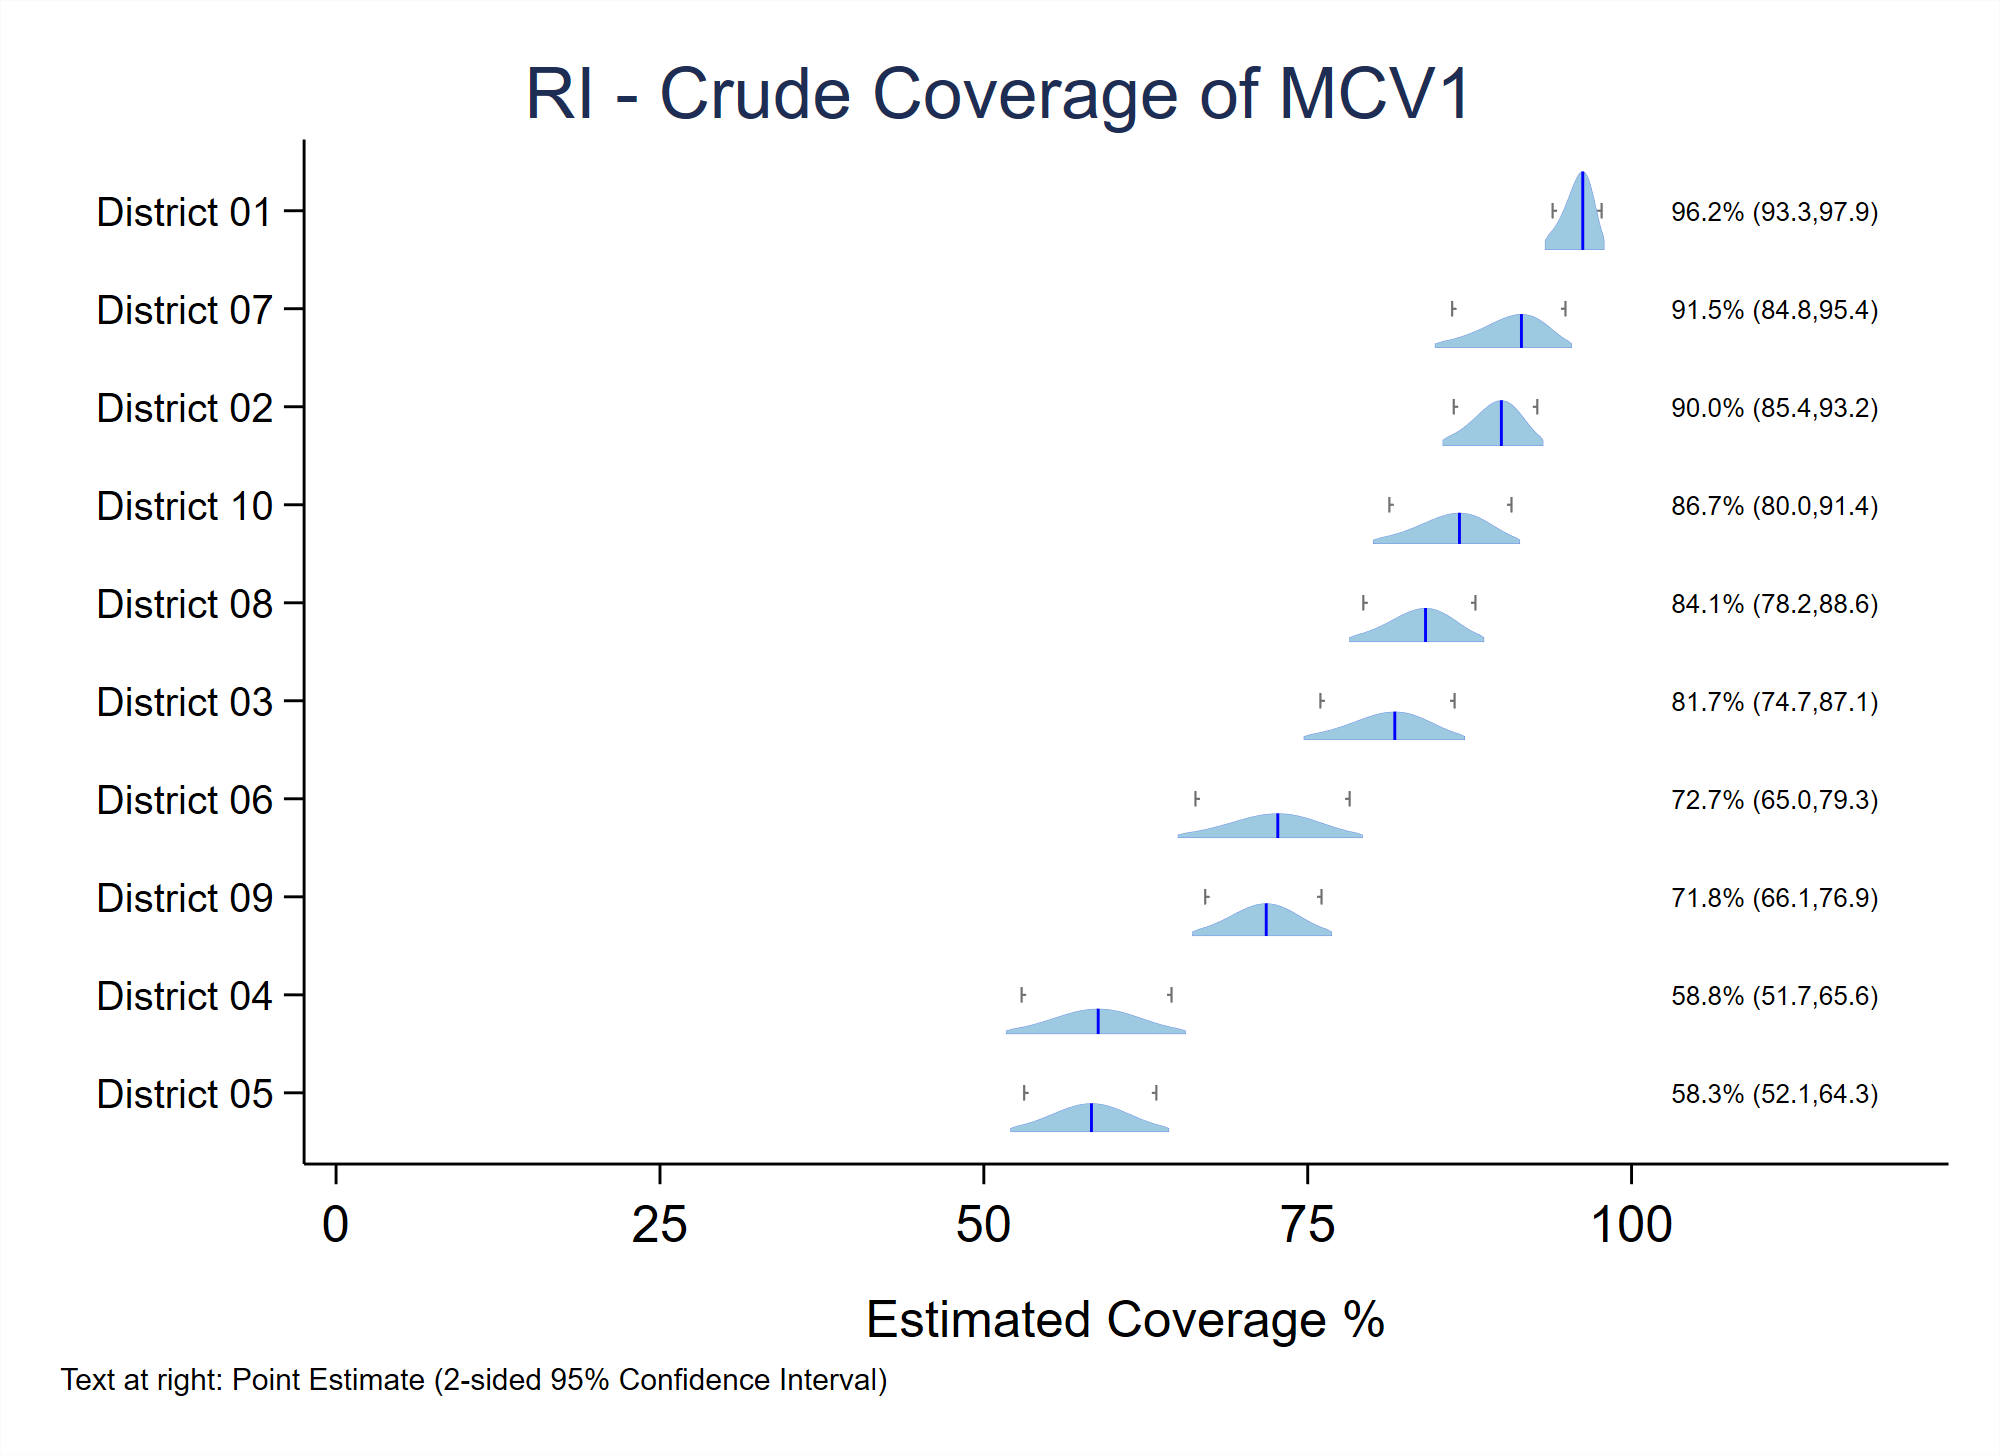 RI - Crude Coverage of MCV1
District 01 96.2% (93.3,97.9)
District 07 91.5% (84.8,95.4)
District 02 90.0% (85.4,93.2)
District 10 86.7% (80.0,91.4)
District 08 84.1% (78.2,88.6)
District 03 81.7% (74.7,87.1)
District 06 72.7% (65.0,79.3)
District 09 71.8% (66.1,76.9)
District 04 58.8% (51.7,65.6)
District 05 58.3% (52.1,64.3)
0 25 50 75 100
Estimated Coverage %
Text at right: Point Estimate (2-sided 95% Confidence Interval)